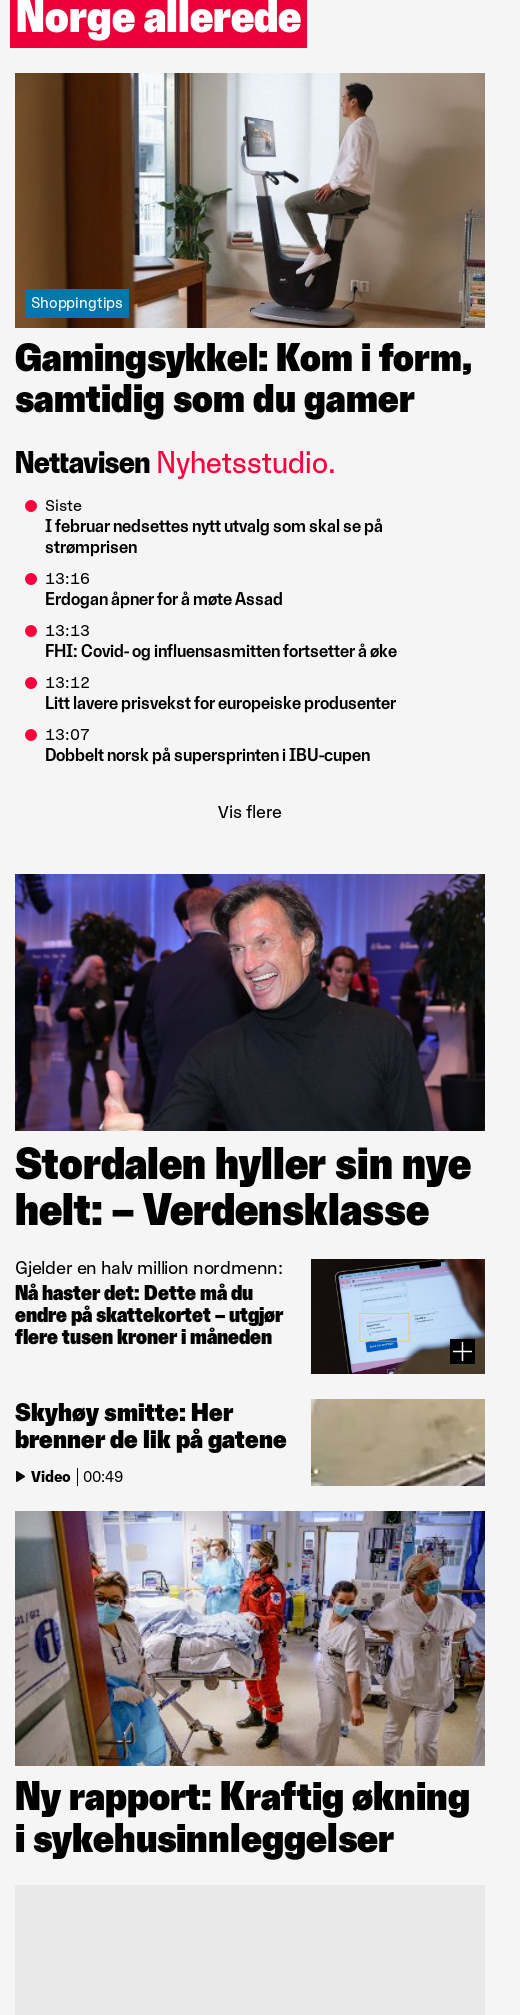 Norge allerede
Shoppingtips
Gamingsykkel: Kom i form,
samtidig som du gamer
Nettavisen Nyhetsstudio.
Siste
I februar nedsettes nytt utvalg som skal se på
strømprisen
13:16
Erdogan åpner for å møte Assad
13:13
FHI: Covid- og influensasmitten fortsetter å øke
13:12
Litt lavere prisvekst for europeiske produsenter
13:07
Dobbelt norsk på supersprinten i IBU-cupen
Vis flere
Stordalen hyller sin nye
helt: – Verdensklasse
Gjelder en halv million nordmenn:
Nå haster det: Dette må du
endre på skattekortet – utgjør
flere tusen kroner i måneden
Skyhøy smitte: Her
brenner de lik på gatene
Video 00:49
Ny rapport: Kraftig økning
i sykehusinnleggelser